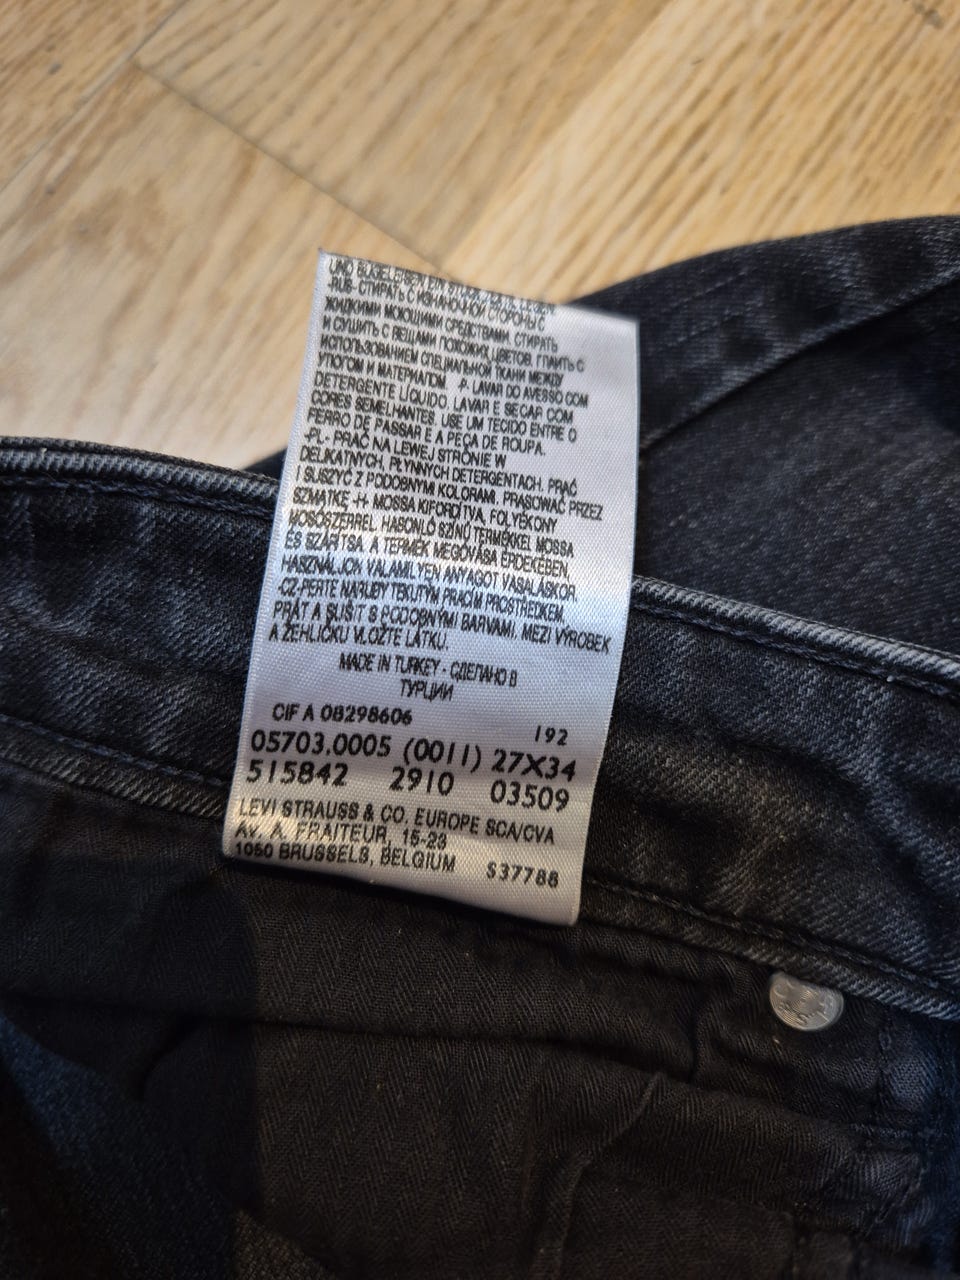 UND BÜGELEISEN EIN
RUS- СТИРАТЬ С ИЗНАНОЧНОЙ СТОРОНЫ С
ЖИДКИМИ МОЮЩИМИ СРЕДСТВАМИ. СТИРАТЬ
И СУШИТЬ С ВЕЩАМИ ПОХОЖИХ ЦВЕТОВ. ГЛАДИТЬ С
ИСПОЛЬЗОВАНИЕМ СПЕЦИАЛЬНОЙ ТКАНИ МЕЖДУ
УТЮГОМ И МАТЕРИАЛОМ. -P- LAVAR DO AVESSO COM
DETERGENTE LÍQUIDO. LAVAR E SECAR COM
CORES SEMELHANTES. USE UM TECIDO ENTRE O
FERRO DE PASSAR E A PEÇA DE ROUPA.
-PL- PRAĆ NA LEWEJ STRONIE W
DELIKATNYCH, PŁYNNYCH DETERGENTACH. PRAĆ
I SUSZYĆ Z PODOBNYMI KOLORAMI. PRASOWAĆ PRZEZ
SZMATKĘ -H- MOSSA KIFORDÍTVA, FOLYÉKONY
MOSÓSZERREL. HASONLÓ SZÍNŰ TERMÉKKEL MOSSA
ÉS SZÁRÍTSA. A TERMÉK MEGÓVÁSA ÉRDEKÉBEN,
HASZNÁLJON VALAMILYEN ANYAGOT VASALÁSKOR.
-CZ- PERTE NARUBY TEKUTÝM PRACÍM PROSTŘEDKEM.
PRÁT A SUŠIT S PODOBNÝMI BARVAMI. MEZI VÝROBEK
A ŽEHLIČKU VLOŽTE LÁTKU.
MADE IN TURKEY - СДЕЛАНО В
ТУРЦИИ
CIF A 08298606
192
05703.0005 (0011) 27X34
515842 2910 03509
LEVI STRAUSS & CO. EUROPE SCA/CVA
AV. A. FRAITEUR, 15-23
1050 BRUSSELS, BELGIUM S37788